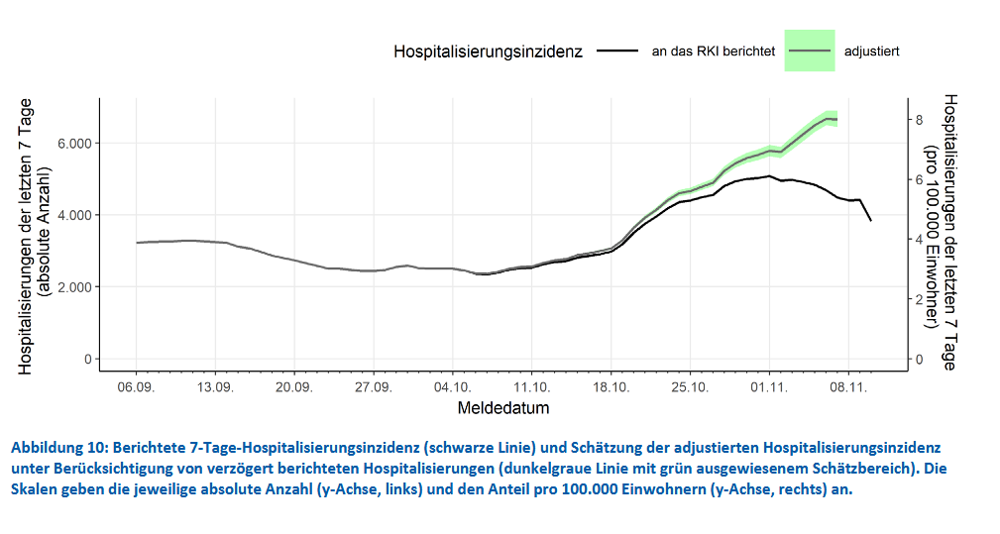 Hospitalisierungsinzidenz an das RKI berichtet adjustiert
Hospitalisierungen der letzten 7 Tage
(absolute Anzahl)
6.000
4.000
2.000
0
8
6
4
2
0
Hospitalisierungen der letzten 7 Tage
(pro 100.000 Einwohner)
06.09. 13.09. 20.09. 27.09. 04.10. 11.10. 18.10. 25.10. 01.11. 08.11.
Meldedatum
Abbildung 10: Berichtete 7-Tage-Hospitalisierungsinzidenz (schwarze Linie) und Schätzung der adjustierten Hospitalisierungsinzidenz
unter Berücksichtigung von verzögert berichteten Hospitalisierungen (dunkelgraue Linie mit grün ausgewiesenem Schätzbereich). Die
Skalen geben die jeweilige absolute Anzahl (y-Achse, links) und den Anteil pro 100.000 Einwohnern (y-Achse, rechts) an.